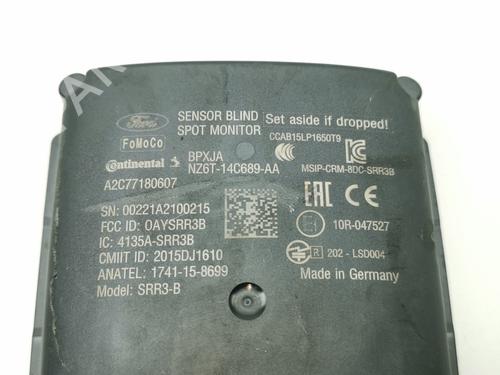 Ford
SENSOR BLIND
SPOT MONITOR
Set aside if dropped!
FoMoCo
CCAB15LP1650T9
Continental
BPXJA
NZ6T-14C689-AA
MSIP-CRM-8DC-SRR3B
A2C77180607
SN: 00221A2100215
FCC ID: OAYSRR3B
IC: 4135A-SRR3B
CMIIT ID: 2015DJ1610
ANATEL: 1741-15-8699
Model: SRR3-B
EAC CE
10R-047527
R 202 - LSD004
Made in Germany